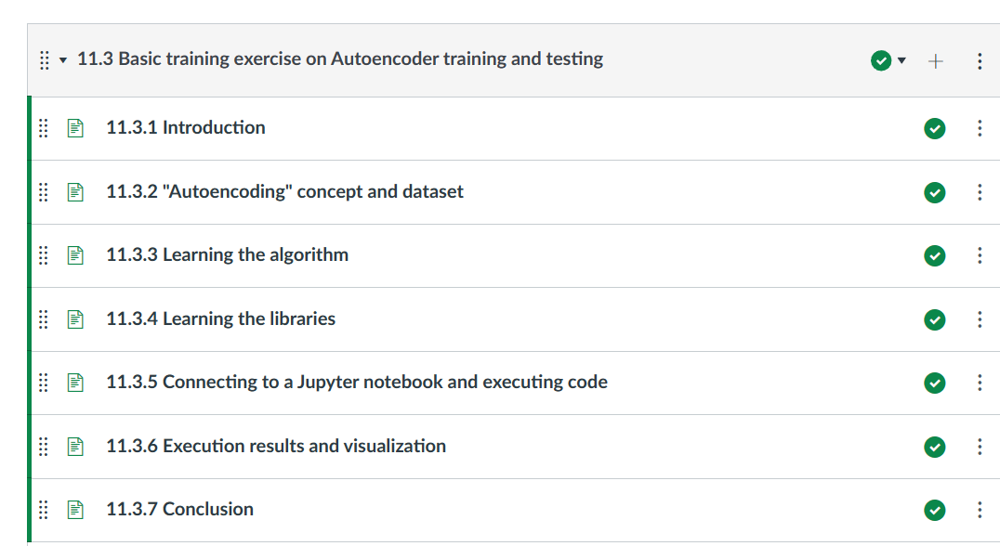 11.3 Basic training exercise on Autoencoder training and testing
11.3.1 Introduction
11.3.2 "Autoencoding" concept and dataset
11.3.3 Learning the algorithm
11.3.4 Learning the libraries
11.3.5 Connecting to a Jupyter notebook and executing code
11.3.6 Execution results and visualization
11.3.7 Conclusion